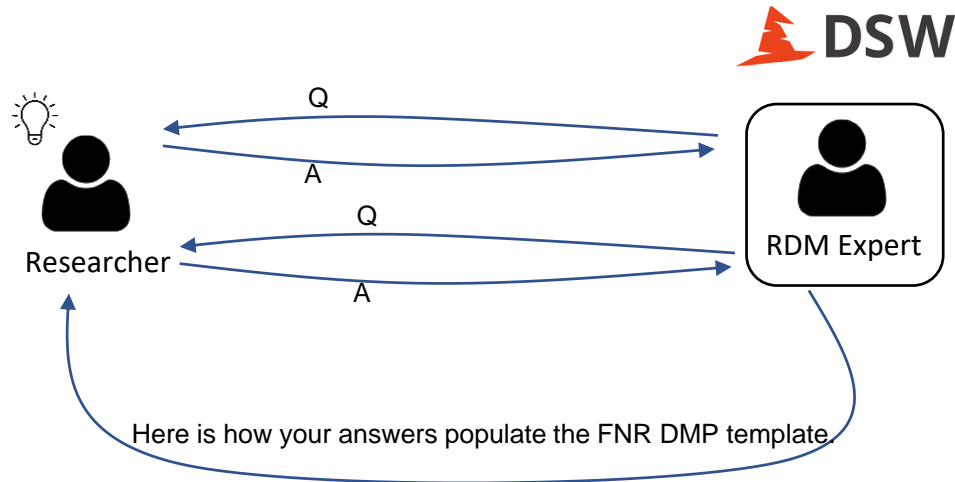 DSW
Q
A
Q
RDM Expert
Researcher
A
Here is how your answers populate the FNR DMP template.